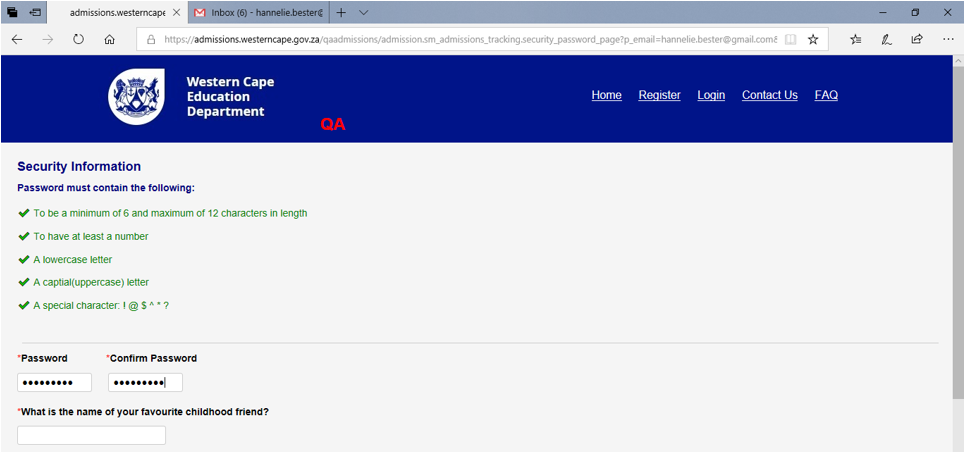 admissions.westerncape
Inbox (6) - hannelie.bester@
https://admissions.westerncape.gov.za/qaadmissions/admission.sm_admissions_tracking.security_password_page?p_email=hannelie.bester@gmail.com&
Western Cape
Education
Department
QA
Home Register Login Contact Us FAQ
Security Information
Password must contain the following:
To be a minimum of 6 and maximum of 12 characters in length
To have at least a number
A lowercase letter
A captial(uppercase) letter
A special character: ! @ $ ^ * ?
*Password *Confirm Password
*What is the name of your favourite childhood friend?